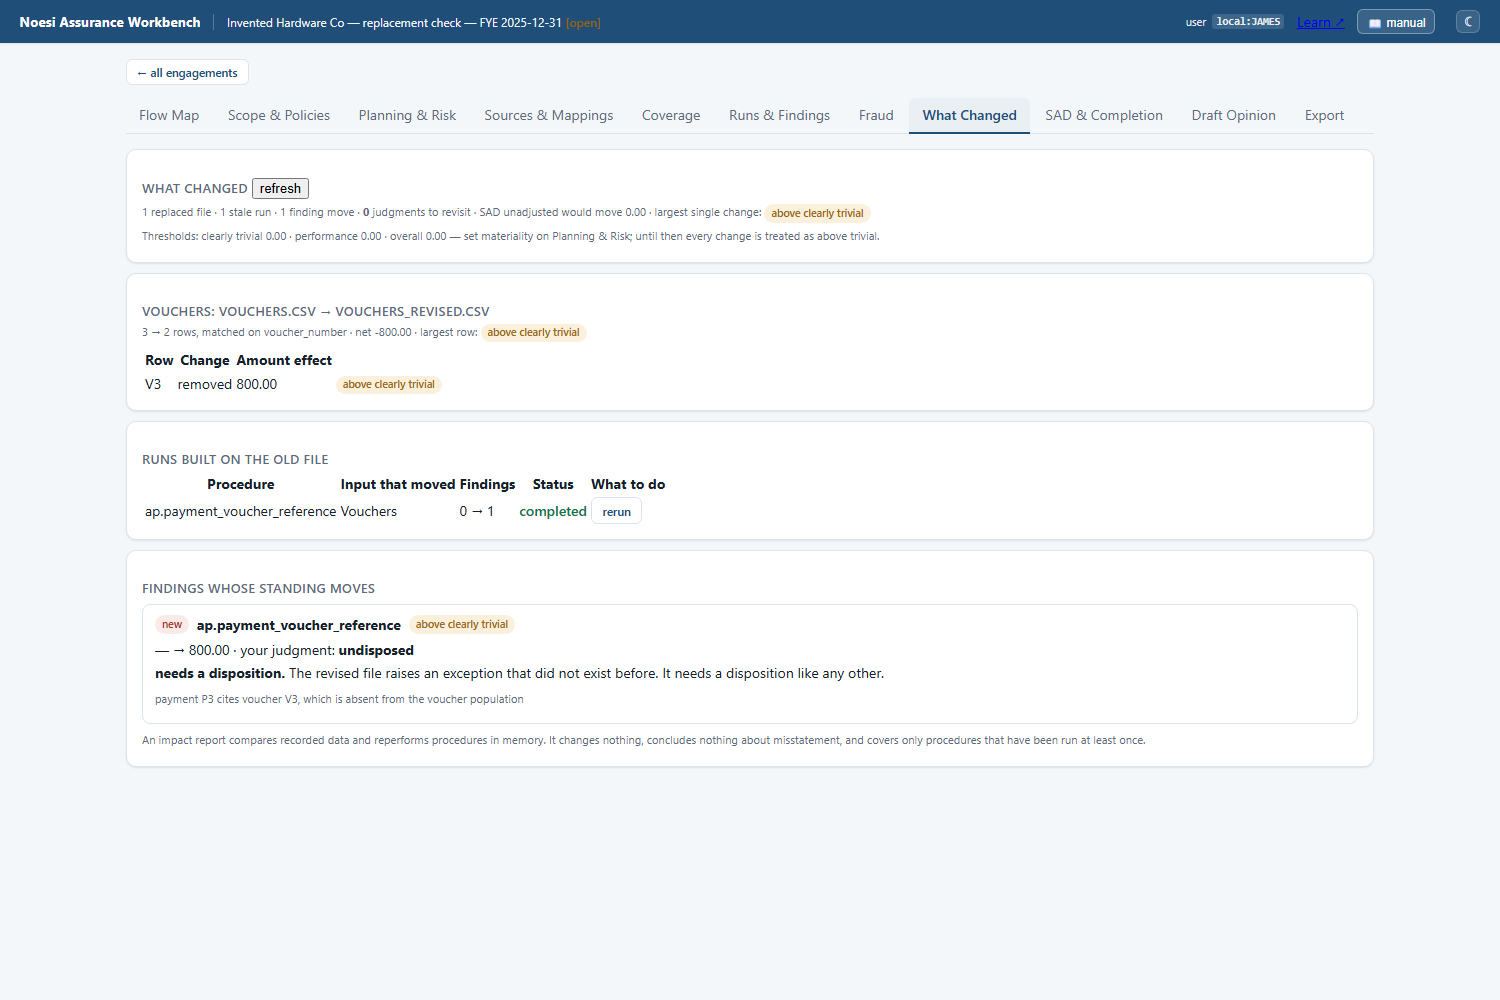 Noesi Assurance Workbench Invented Hardware Co — replacement check — FYE 2025-12-31 [open] user local:JAMES Learn ↗ 📖 manual ☾
← all engagements
Flow Map Scope & Policies Planning & Risk Sources & Mappings Coverage Runs & Findings Fraud What Changed SAD & Completion Draft Opinion Export
WHAT CHANGED refresh
1 replaced file · 1 stale run · 1 finding move · 0 judgments to revisit · SAD unadjusted would move 0.00 · largest single change: above clearly trivial
Thresholds: clearly trivial 0.00 · performance 0.00 · overall 0.00 — set materiality on Planning & Risk; until then every change is treated as above trivial.
VOUCHERS: VOUCHERS.CSV → VOUCHERS_REVISED.CSV
3 → 2 rows, matched on voucher_number · net -800.00 · largest row: above clearly trivial
Row Change Amount effect
V3 removed 800.00 above clearly trivial
RUNS BUILT ON THE OLD FILE
Procedure Input that moved Findings Status What to do
ap.payment_voucher_reference Vouchers 0 → 1 completed rerun
FINDINGS WHOSE STANDING MOVES
new ap.payment_voucher_reference above clearly trivial
— → 800.00 · your judgment: undisposed
needs a disposition. The revised file raises an exception that did not exist before. It needs a disposition like any other.
payment P3 cites voucher V3, which is absent from the voucher population
An impact report compares recorded data and reperforms procedures in memory. It changes nothing, concludes nothing about misstatement, and covers only procedures that have been run at least once.